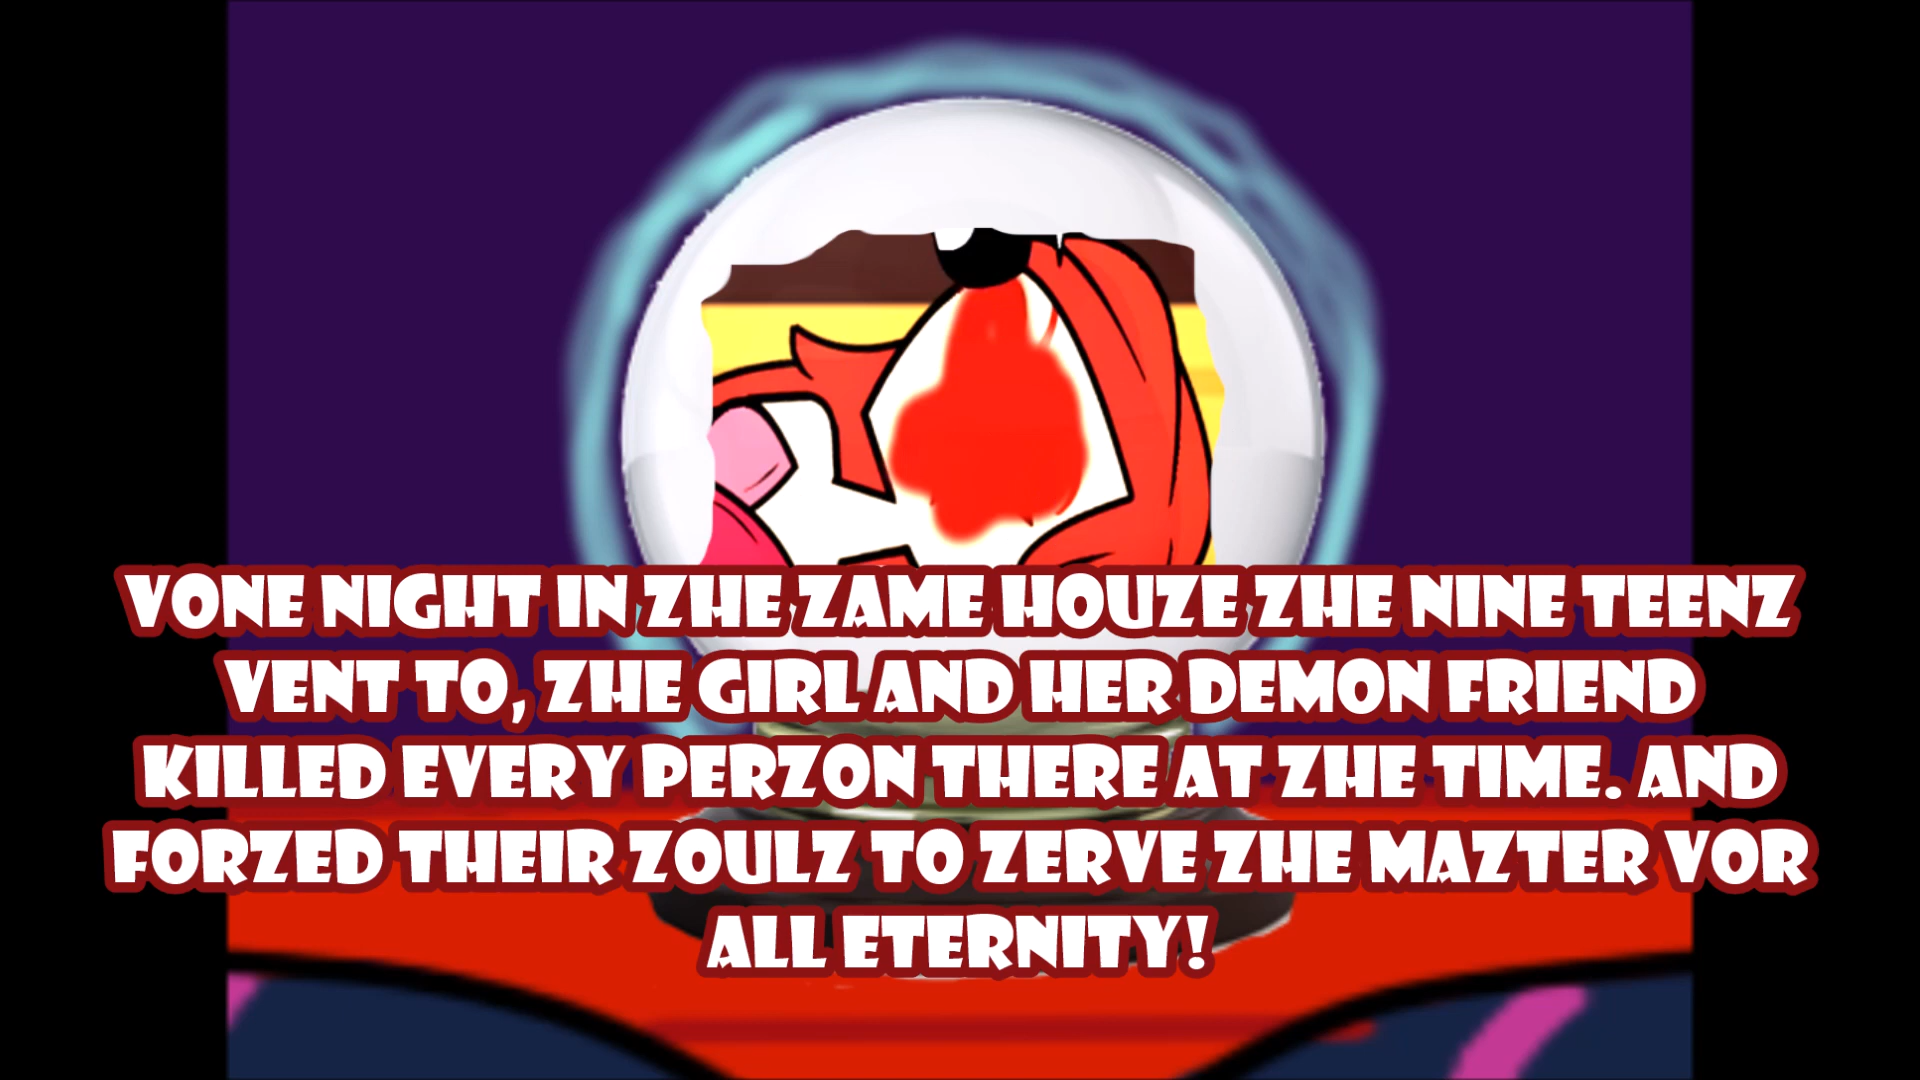 VONE NIGHT IN ZHE ZAME HOUZE ZHE NINE TEENZ
VENT TO, ZHE GIRL AND HER DEMON FRIEND
KILLED EVERY PERZON THERE AT ZHE TIME. AND
FORZED THEIR ZOULZ TO ZERVE ZHE MAZTER VOR
ALL ETERNITY!